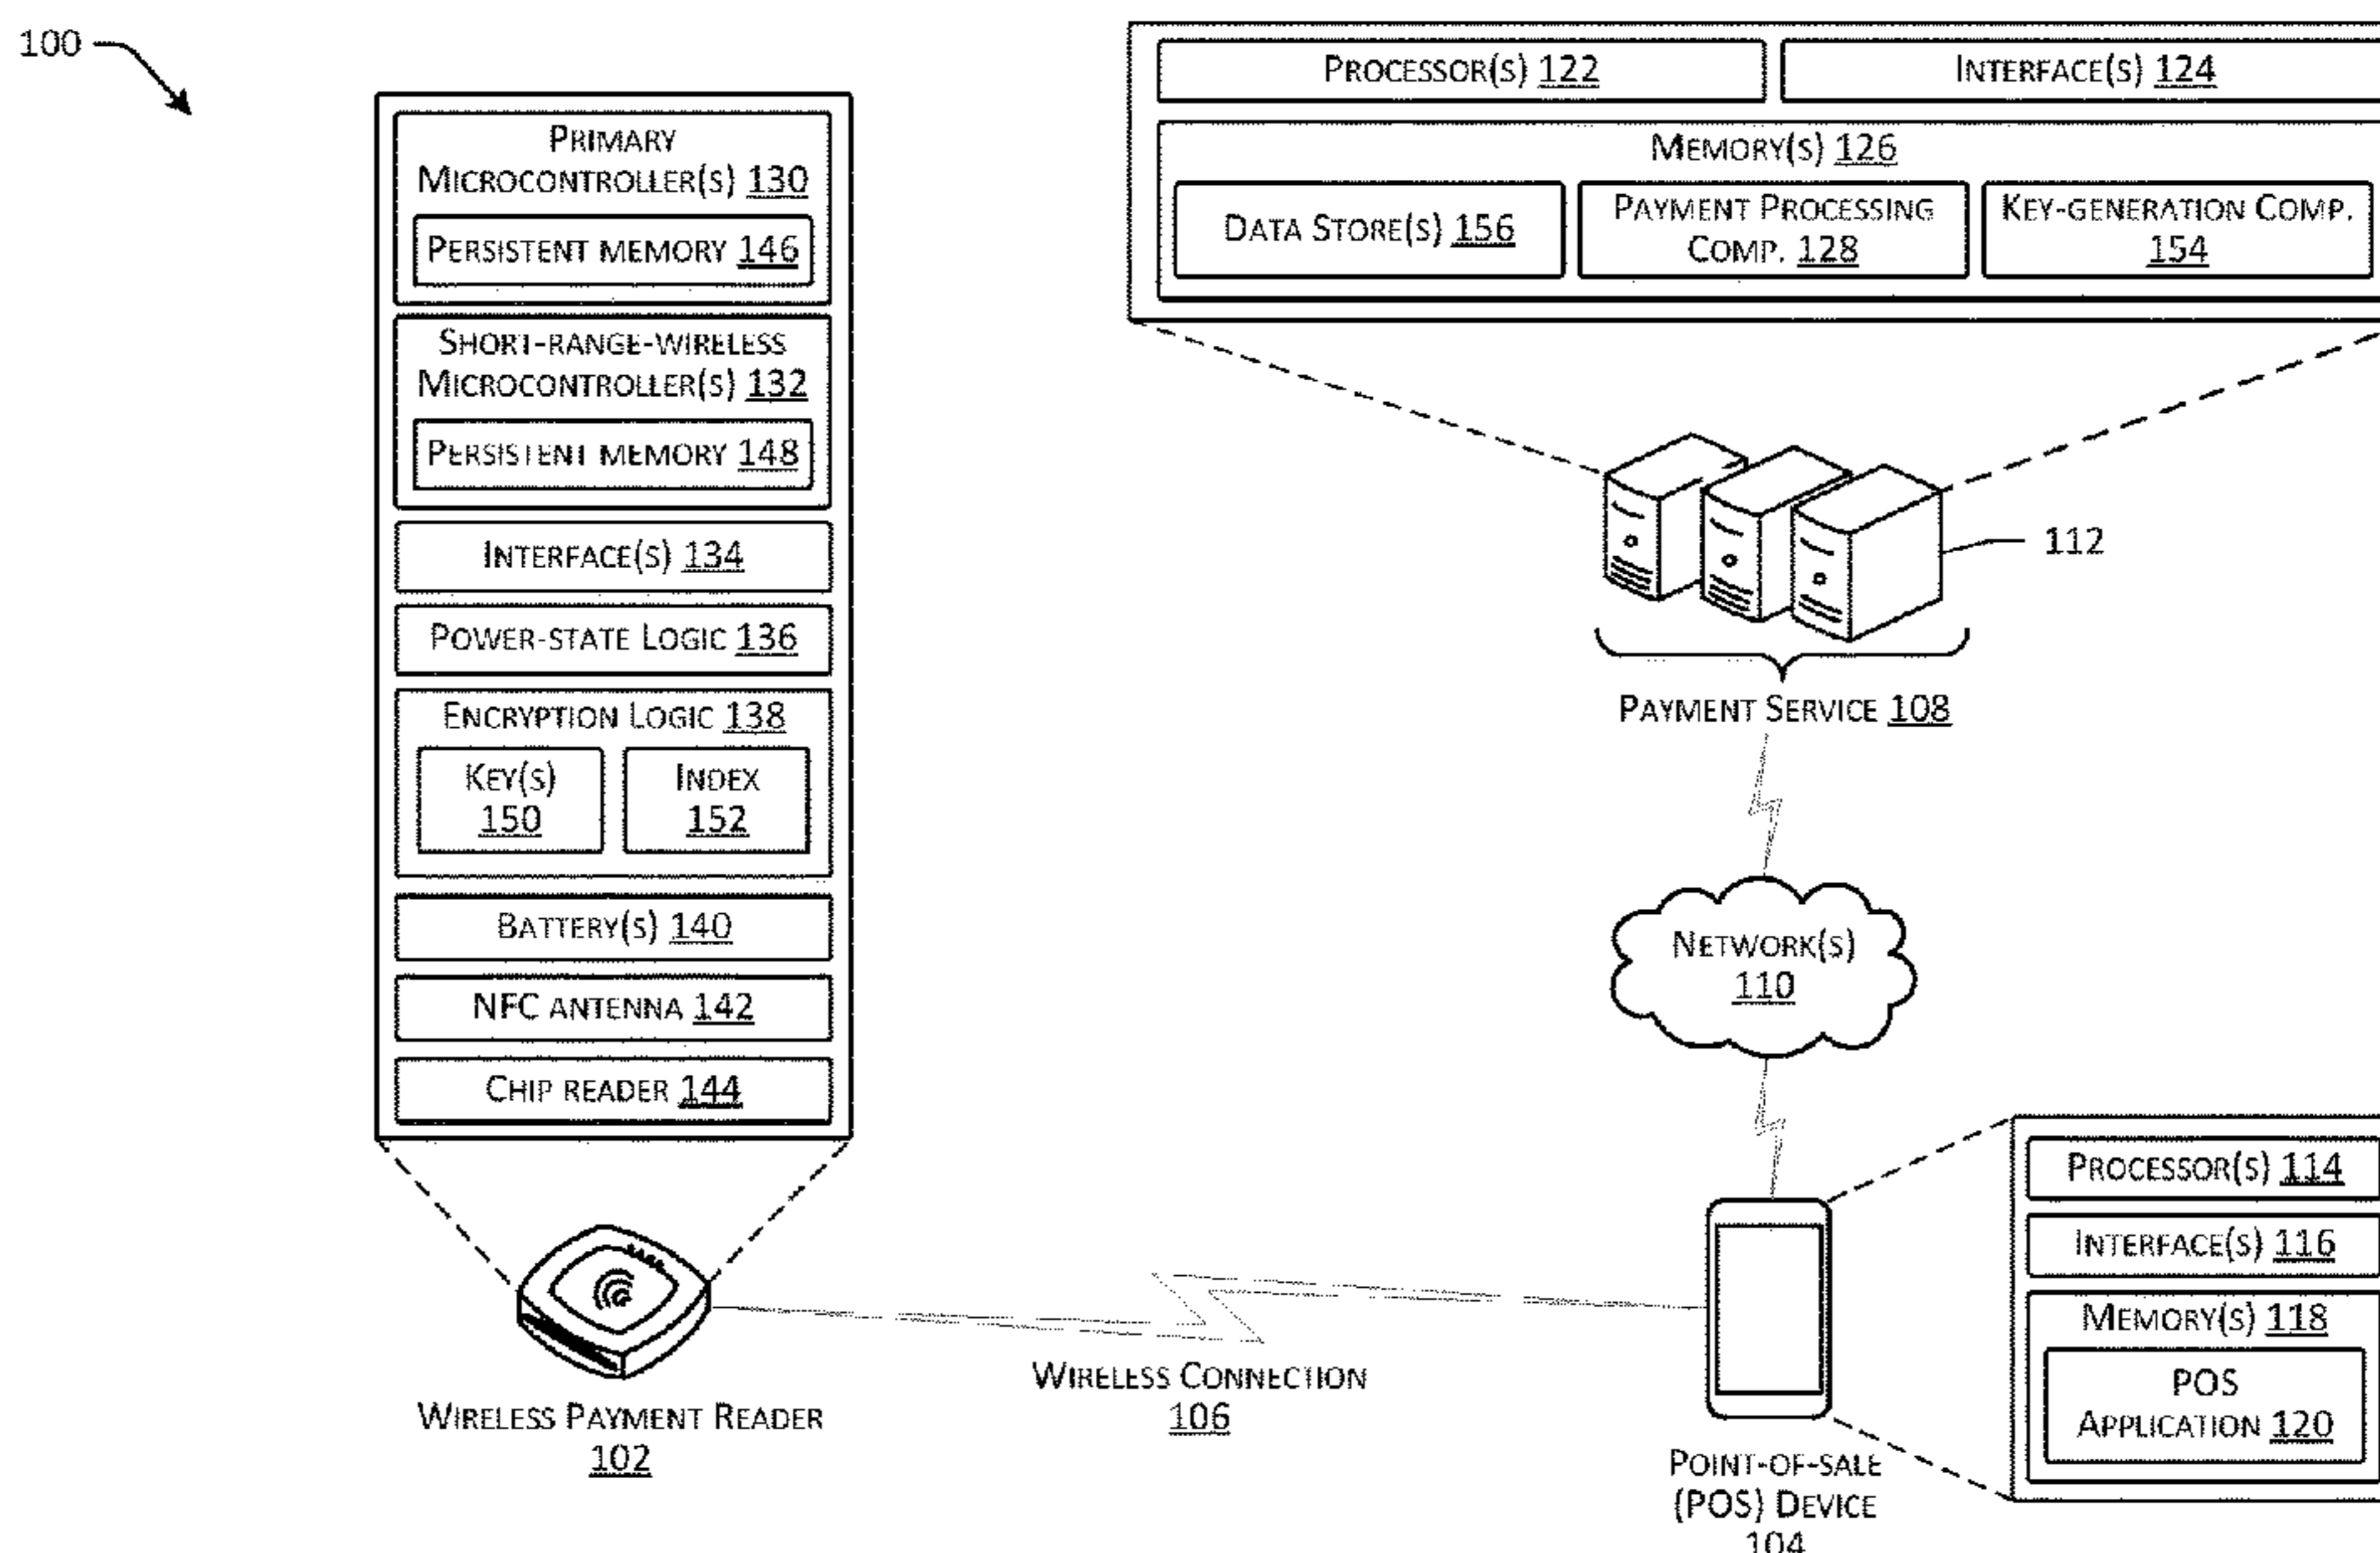 100
PRIMARY
MICROCONTROLLER(S) 130
PERSISTENT MEMORY 146
SHORT-RANGE-WIRELESS
MICROCONTROLLER(S) 132
PERSISTENT MEMORY 148
INTERFACE(S) 134
POWER-STATE LOGIC 136
ENCRYPTION LOGIC 138
KEY(S)
150
INDEX
152
BATTERY(S) 140
NFC ANTENNA 142
CHIP READER 144
WIRELESS PAYMENT READER
102
WIRELESS CONNECTION
106
PROCESSOR(S) 122
INTERFACE(S) 124
MEMORY(S) 126
DATA STORE(S) 156
PAYMENT PROCESSING
COMP. 128
KEY-GENERATION COMP.
154
112
PAYMENT SERVICE 108
NETWORK(S)
110
PROCESSOR(S) 114
INTERFACE(S) 116
MEMORY(S) 118
POS
APPLICATION 120
POINT-OF-SALE
(POS) DEVICE
104